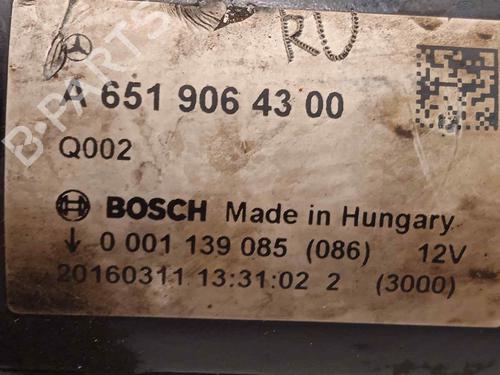 RU
A 651 906 43 00
Q002
BOSCH Made in Hungary
↓ 0 001 139 085 (086) 12V
20160311 13:31:02 2 (3000)
B-PARTS